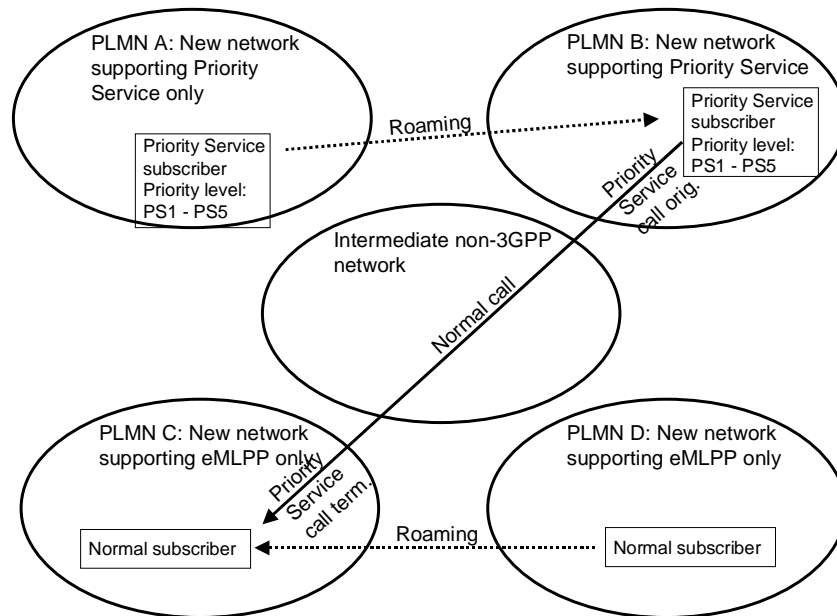 PLMN A: New network
supporting Priority
Service only
Priority Service
subscriber
Priority level:
PS1 - PS5
Roaming
PLMN B: New network
supporting Priority Service
Priority Service
subscriber
Priority level:
PS1 - PS5
Priority
Service
call orig.
Intermediate non-3GPP
network
Normal call
PLMN C: New network
supporting eMLPP only
Priority
Service
call term.
Normal subscriber
Roaming
PLMN D: New network
supporting eMLPP only
Normal subscriber